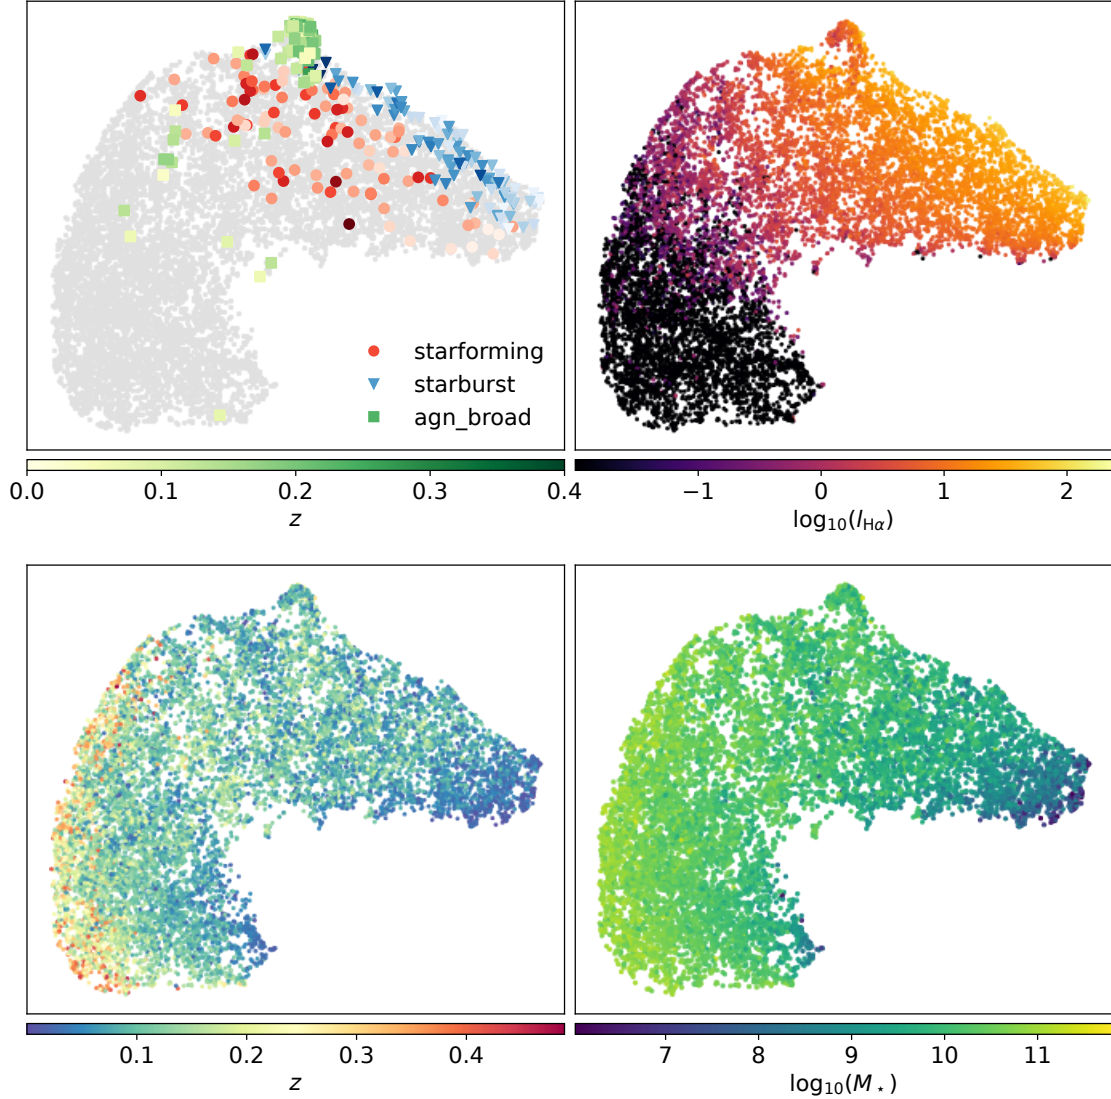 starforming
starburst
agn_broad
0.0 0.1 0.2 0.3 0.4
z
−1 0 1 2
log₁₀(I_Hα)
0.1 0.2 0.3 0.4
z
7 8 9 10 11
log₁₀(M⋆)